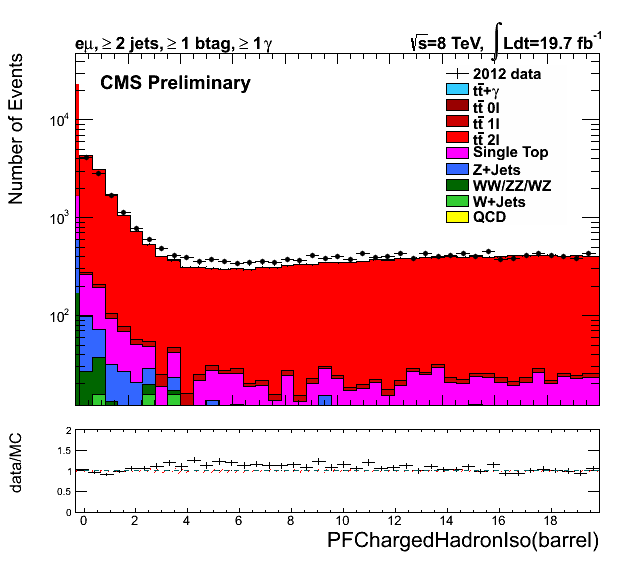 eμ, ≥ 2 jets, ≥ 1 btag, ≥ 1 γ
√s=8 TeV, ∫ Ldt=19.7 fb⁻¹
CMS Preliminary
Number of Events
10⁴
10³
10²
2012 data
tt̄+γ
tt̄ 0l
tt̄ 1l
tt̄ 2l
Single Top
Z+Jets
WW/ZZ/WZ
W+Jets
QCD
data/MC
2
1.5
1
0.5
0
0 2 4 6 8 10 12 14 16 18
PFChargedHadronIso(barrel)